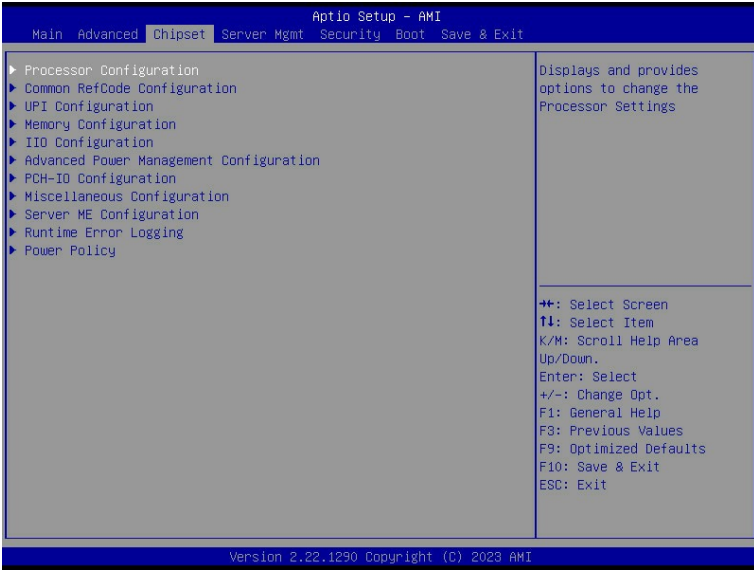 Aptio Setup – AMI
Main Advanced Chipset Server Mgmt Security Boot Save & Exit
▶ Processor Configuration
▶ Common RefCode Configuration
▶ UPI Configuration
▶ Memory Configuration
▶ IIO Configuration
▶ Advanced Power Management Configuration
▶ PCH-IO Configuration
▶ Miscellaneous Configuration
▶ Server ME Configuration
▶ Runtime Error Logging
▶ Power Policy
Displays and provides
options to change the
Processor Settings
→←: Select Screen
↑↓: Select Item
K/M: Scroll Help Area
Up/Down.
Enter: Select
+/-: Change Opt.
F1: General Help
F3: Previous Values
F9: Optimized Defaults
F10: Save & Exit
ESC: Exit
Version 2.22.1290 Copyright (C) 2023 AMI